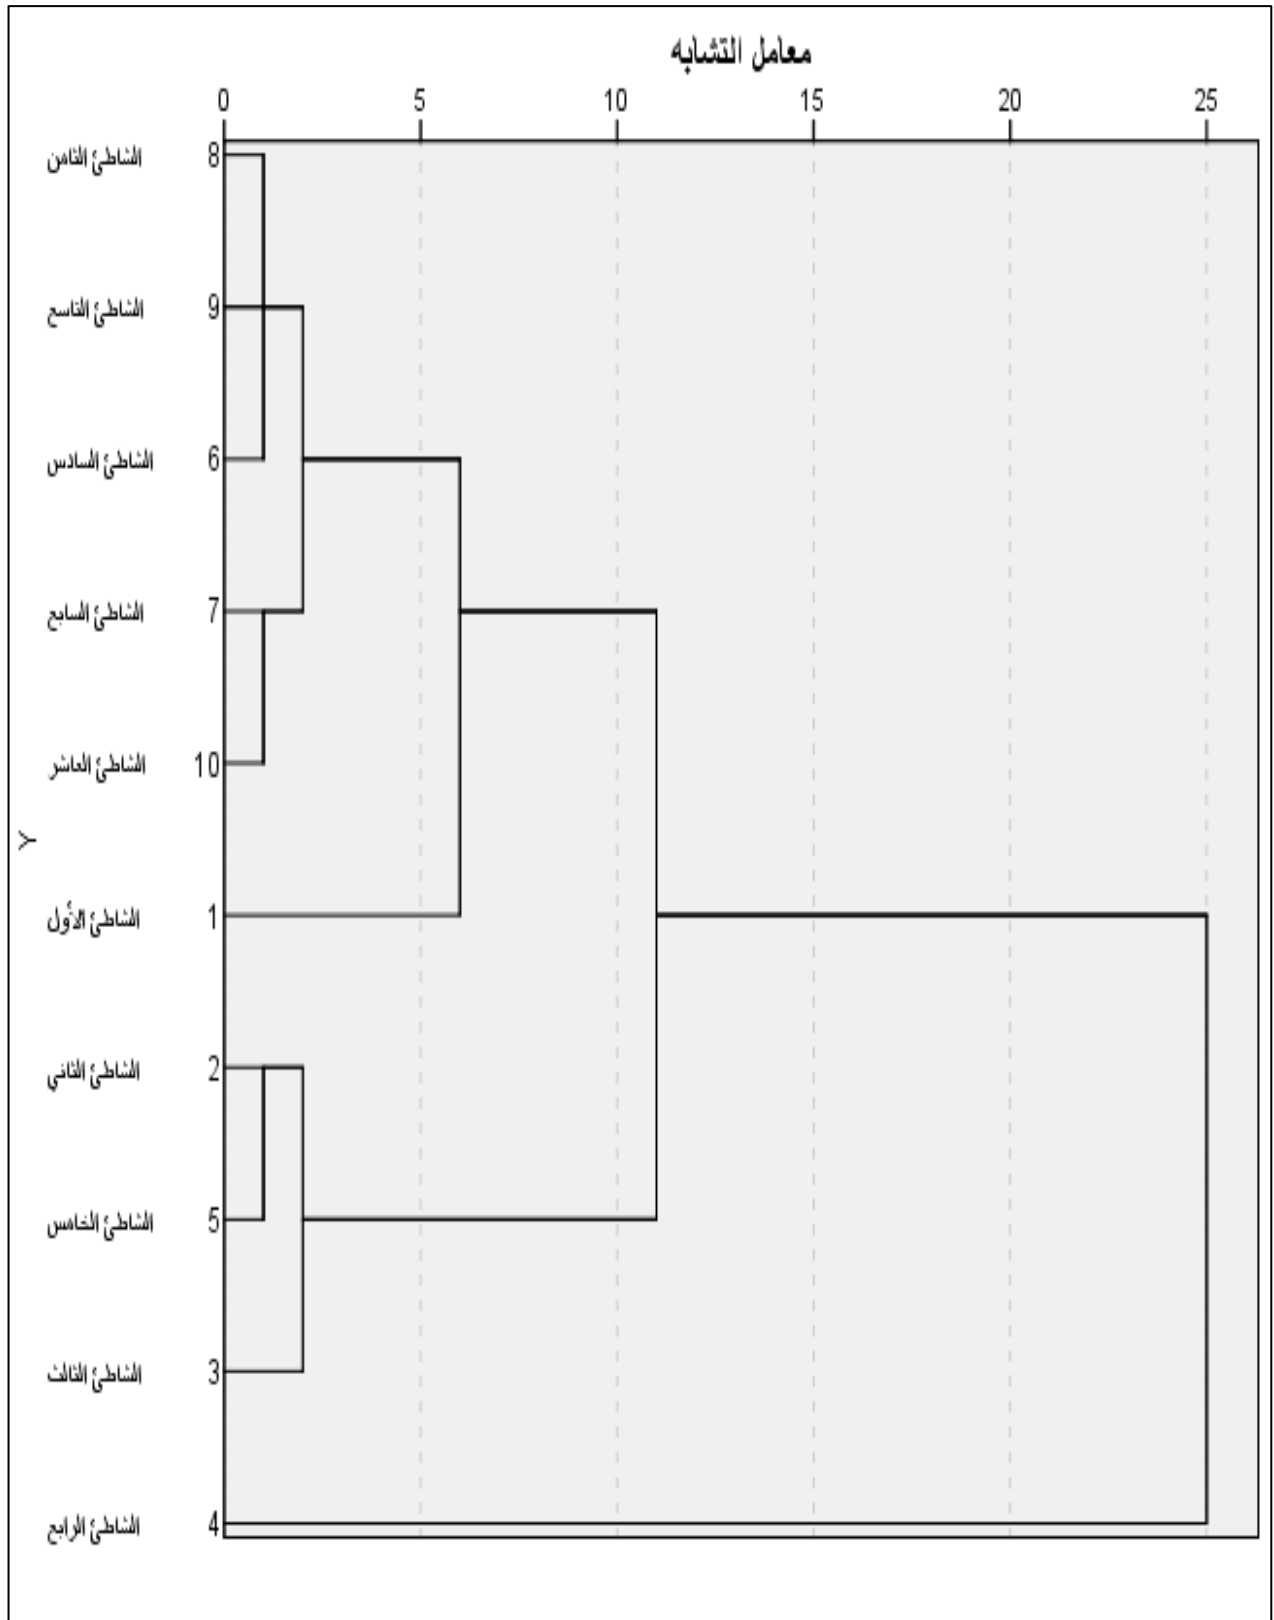 معامل التشابه
0 5 10 15 20 25
الشاطئ الثامن 8
الشاطئ التاسع 9
الشاطئ السادس 6
الشاطئ السابع 7
الشاطئ العاشر 10
Y
الشاطئ الأول 1
الشاطئ الثاني 2
الشاطئ الخامس 5
الشاطئ الثالث 3
الشاطئ الرابع 4